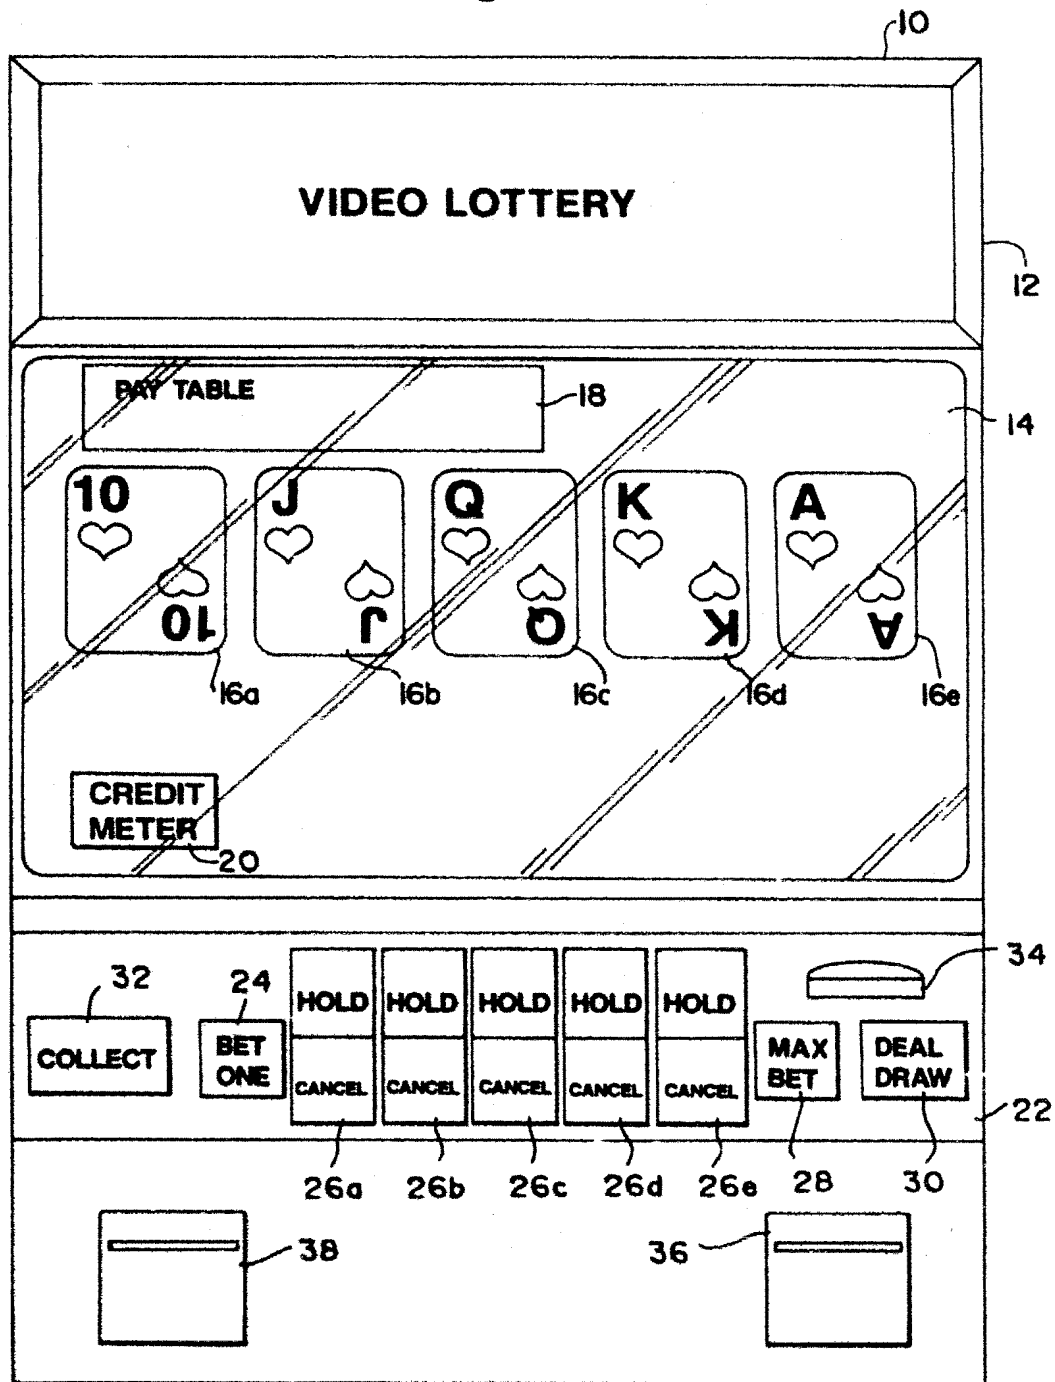 10
VIDEO LOTTERY
12
PAY TABLE
18
14
10 J Q K A
10 J Q K A
16a 16b 16c 16d 16e
CREDIT
METER
20
34
32 24
HOLD HOLD HOLD HOLD HOLD
COLLECT
BET
ONE
MAX
BET
DEAL
DRAW
CANCEL CANCEL CANCEL CANCEL CANCEL
22
26a 26b 26c 26d 26e 28 30
38 36